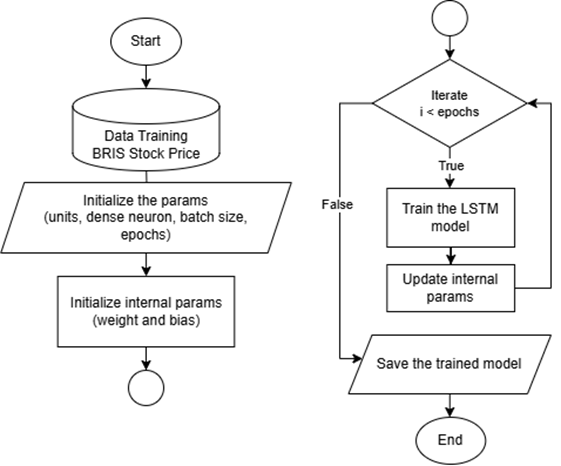 Start
Data Training
BRIS Stock Price
Initialize the params
(units, dense neuron, batch size,
epochs)
Initialize internal params
(weight and bias)
Iterate
i < epochs
True
False
Train the LSTM
model
Update internal
params
Save the trained model
End